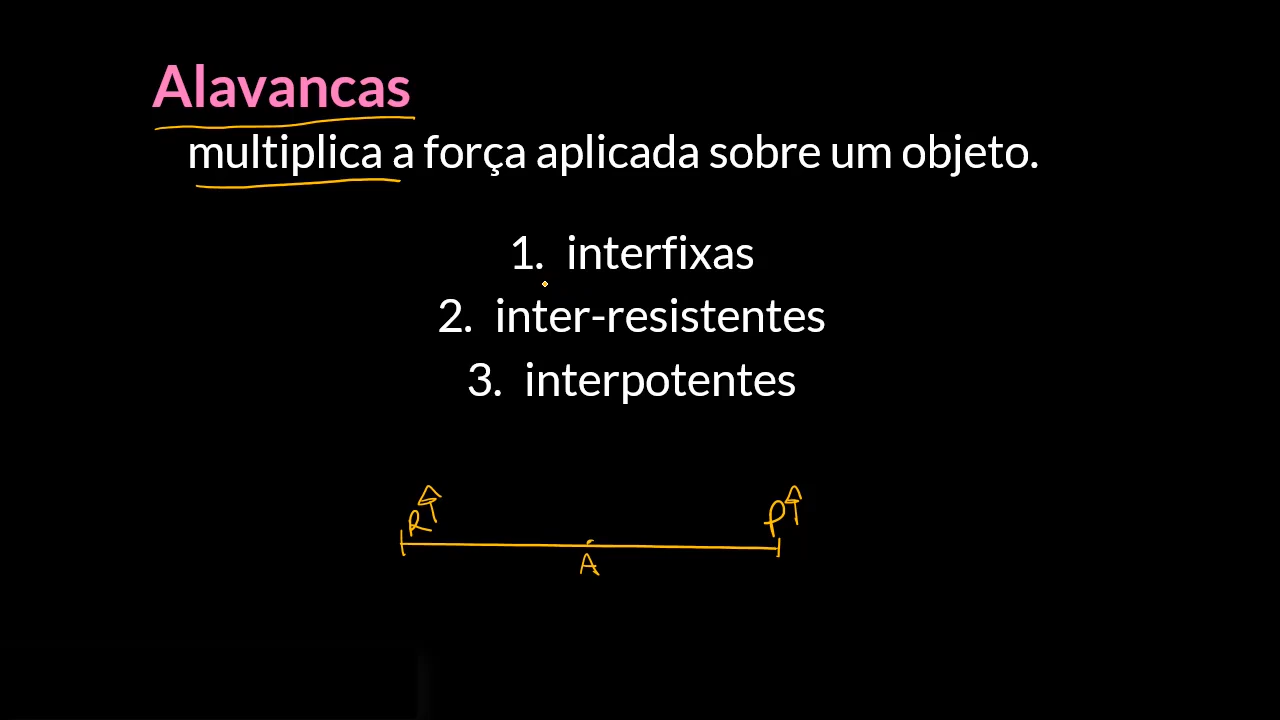 Alavancas
multiplica a força aplicada sobre um objeto.
1. interfixas
2. inter-resistentes
3. interpotentes
R↑ P↑
A